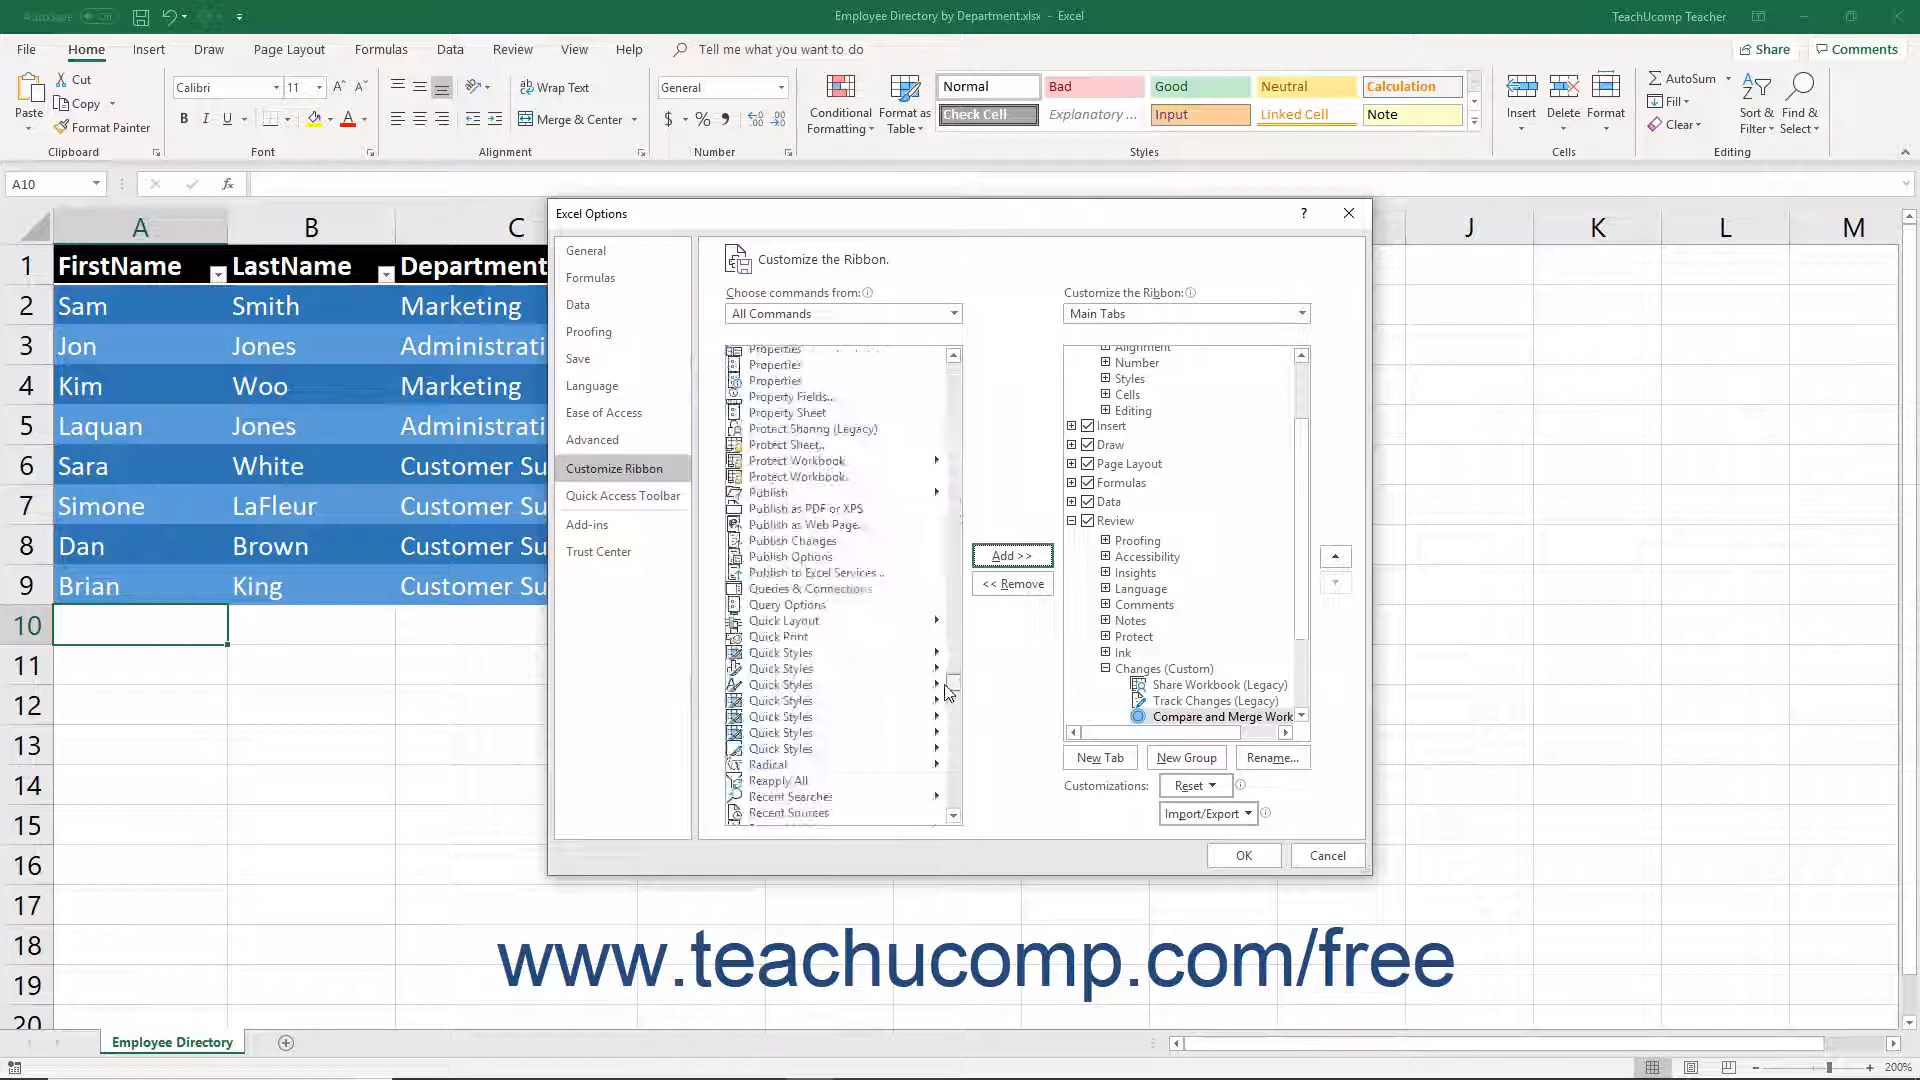 AutoSave Off
Employee Directory by Department.xlsx - Excel
TeachUcomp Teacher
File Home Insert Draw Page Layout Formulas Data Review View Help Tell me what you want to do
Share Comments
Paste
Cut
Copy
Format Painter
Clipboard
Calibri 11
B I U
Font
Wrap Text
Merge & Center
Alignment
General
$ % ,
Number
Conditional Formatting
Format as Table
Normal Bad Good Neutral Calculation
Check Cell Explanatory ... Input Linked Cell Note
Styles
Insert Delete Format
Cells
AutoSum
Fill
Clear
Sort & Filter
Find & Select
Editing
A10
fx
A B C J K L M
1 FirstName LastName Department
2 Sam Smith Marketing
3 Jon Jones Administrati
4 Kim Woo Marketing
5 Laquan Jones Administrati
6 Sara White Customer Su
7 Simone LaFleur Customer Su
8 Dan Brown Customer Su
9 Brian King Customer Su
10
11
12
13
14
15
16
17
18
19
20
Excel Options
?
General
Formulas
Data
Proofing
Save
Language
Ease of Access
Advanced
Customize Ribbon
Quick Access Toolbar
Add-ins
Trust Center
Customize the Ribbon.
Choose commands from:
All Commands
Properties
Properties
Properties
Property Fields...
Property Sheet
Protect Sharing (Legacy)
Protect Sheet...
Protect Workbook
Protect Workbook...
Publish
Publish as PDF or XPS
Publish as Web Page...
Publish Changes
Publish Options
Publish to Excel Services...
Queries & Connections
Query Options
Quick Layout
Quick Print
Quick Styles
Quick Styles
Quick Styles
Quick Styles
Quick Styles
Quick Styles
Quick Styles
Radical
Reapply All
Recent Searches
Recent Sources
Add >>
<< Remove
Customize the Ribbon:
Main Tabs
Alignment
Number
Styles
Cells
Editing
Insert
Draw
Page Layout
Formulas
Data
Review
Proofing
Accessibility
Insights
Language
Comments
Notes
Protect
Ink
Changes (Custom)
Share Workbook (Legacy)
Track Changes (Legacy)
Compare and Merge Work
New Tab New Group Rename...
Customizations: Reset
Import/Export
OK Cancel
www.teachucomp.com/free
Employee Directory
200%